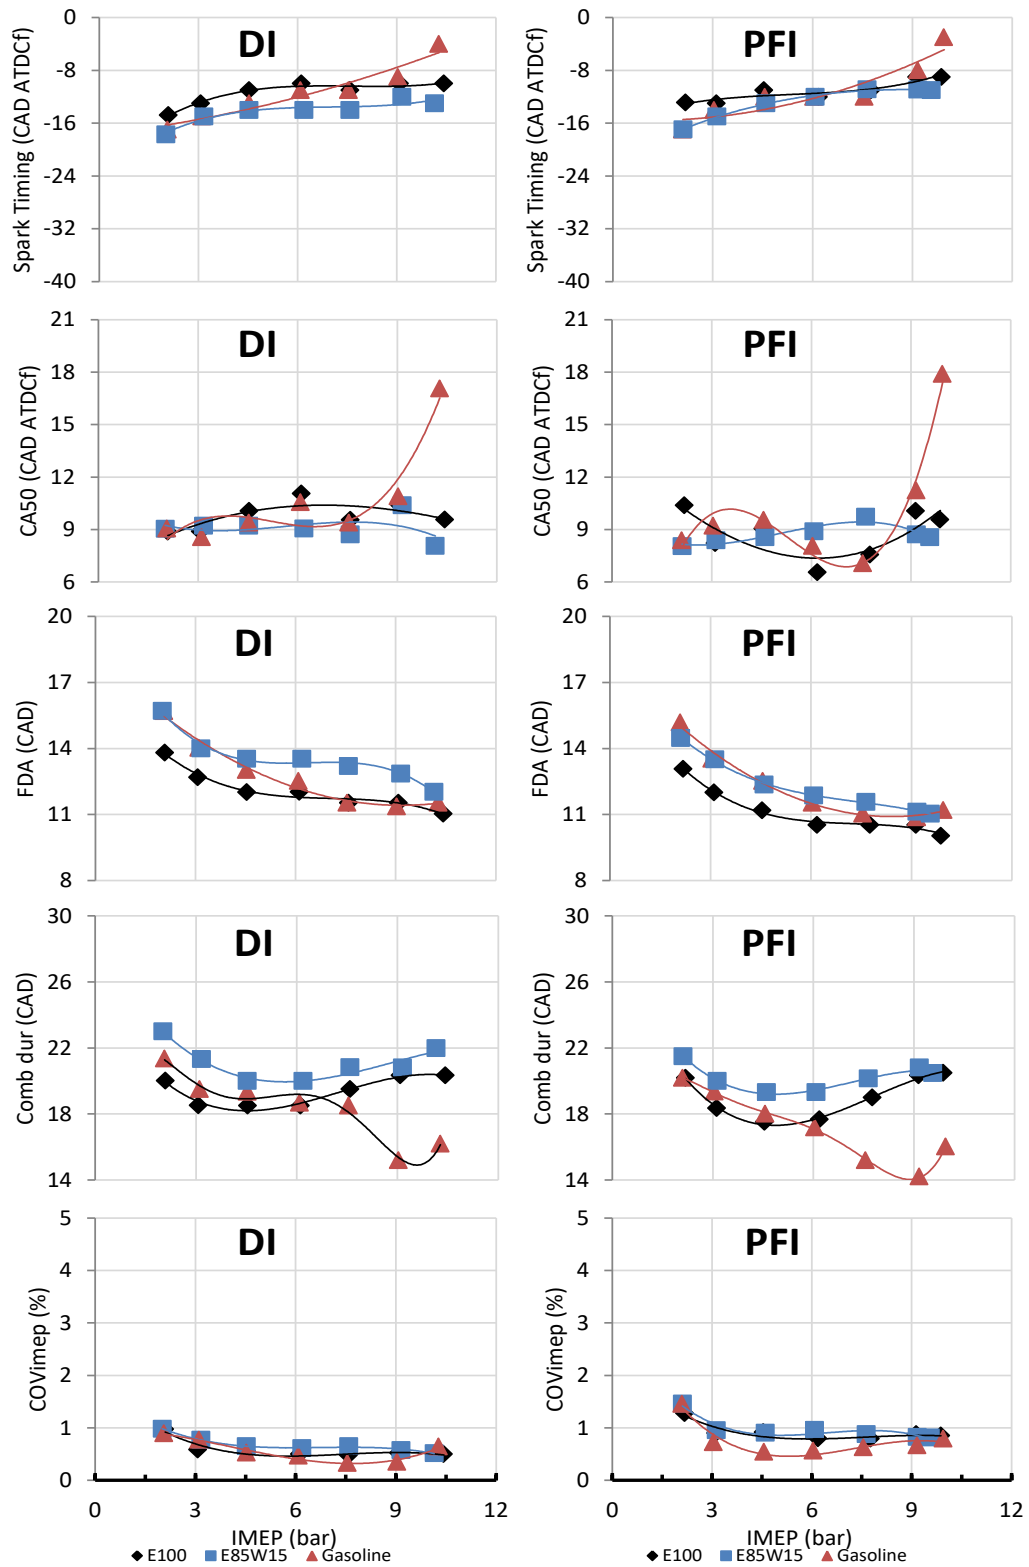 DI
PFI
Spark Timing (CAD ATDCf)
0
-8
-16
-24
-32
-40
Spark Timing (CAD ATDCf)
0
-8
-16
-24
-32
-40
DI
PFI
CA50 (CAD ATDCf)
21
18
15
12
9
6
CA50 (CAD ATDCf)
21
18
15
12
9
6
DI
PFI
FDA (CAD)
20
17
14
11
8
FDA (CAD)
20
17
14
11
8
DI
PFI
Comb dur (CAD)
30
26
22
18
14
Comb dur (CAD)
30
26
22
18
14
DI
PFI
COVimep (%)
5
4
3
2
1
0
COVimep (%)
5
4
3
2
1
0
0 3 6 9 12
0 3 6 9 12
IMEP (bar)
IMEP (bar)
E100 E85W15 Gasoline
E100 E85W15 Gasoline